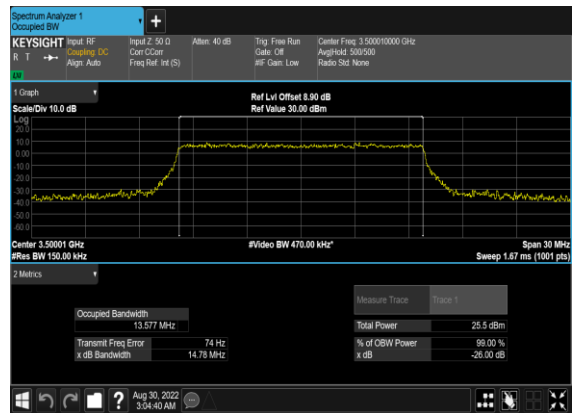 Spectrum Analyzer 1
Occupied BW
+
KEYSIGHT Input: RF Input Z: 50 Ω Atten: 40 dB Trig: Free Run Center Freq: 3.500010000 GHz
R T Coupling: DC Corr CCorr Gate: Off Avg|Hold: 500/500
Align: Auto Freq Ref: Int (S) #IF Gain: Low Radio Std: None
1 Graph
Ref Lvl Offset 8.90 dB
Scale/Div 10.0 dB Ref Value 30.00 dBm
Log
20.0
10.0
0.00
-10.0
-20.0
-30.0
-40.0
-50.0
-60.0
Center 3.50001 GHz #Video BW 470.00 kHz* Span 30 MHz
#Res BW 150.00 kHz Sweep 1.67 ms (1001 pts)
2 Metrics
Measure Trace Trace 1
Occupied Bandwidth
13.577 MHz Total Power 25.5 dBm
Transmit Freq Error 74 Hz % of OBW Power 99.00 %
x dB Bandwidth 14.78 MHz x dB -26.00 dB
? Aug 30, 2022
3:04:40 AM